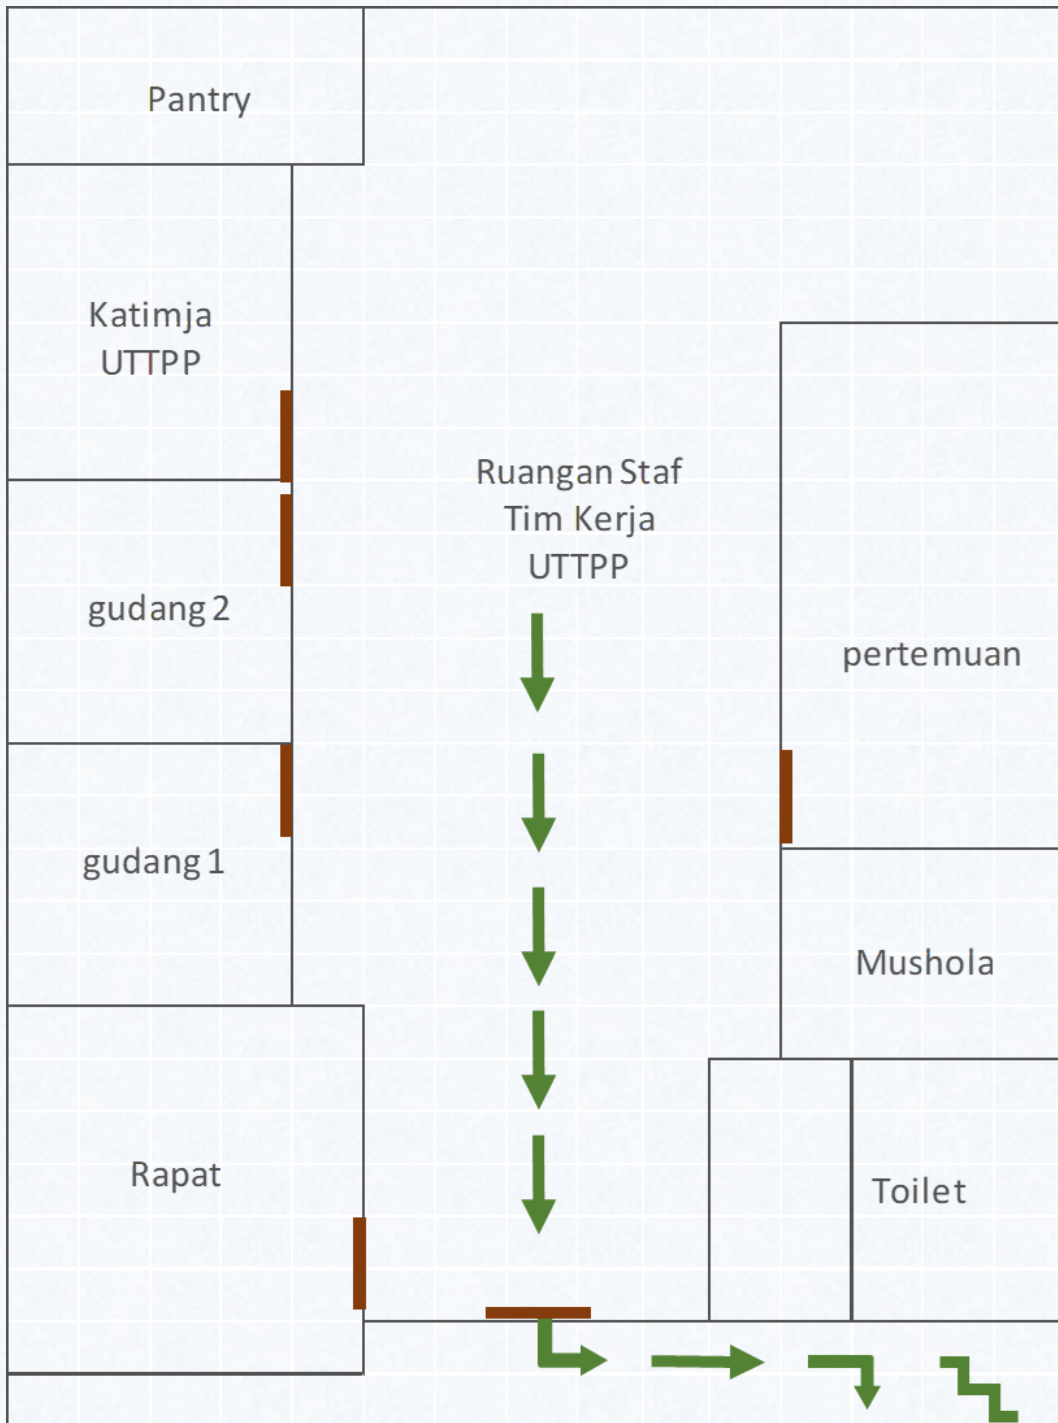 Pantry
Katimja
UTTPP
Ruangan Staf
Tim Kerja
UTTPP
gudang 2
pertemuan
gudang 1
Mushola
Rapat
Toilet